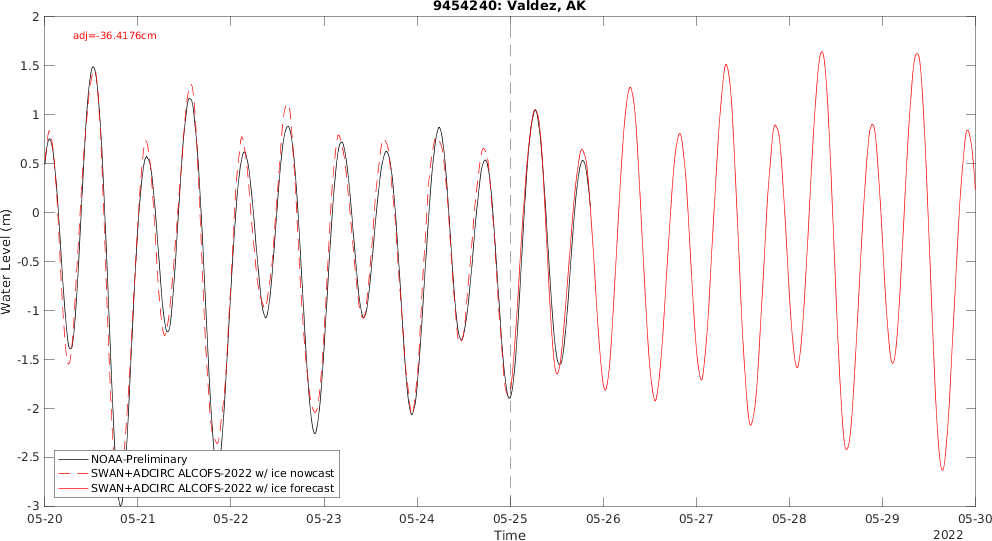 9454240: Valdez, AK
adj=-36.4176cm
2
1.5
1
0.5
0
-0.5
-1
-1.5
-2
-2.5
-3
Water Level (m)
NOAA-Preliminary
SWAN+ADCIRC ALCOFS-2022 w/ ice nowcast
SWAN+ADCIRC ALCOFS-2022 w/ ice forecast
05-20 05-21 05-22 05-23 05-24 05-25 05-26 05-27 05-28 05-29 05-30
Time
2022